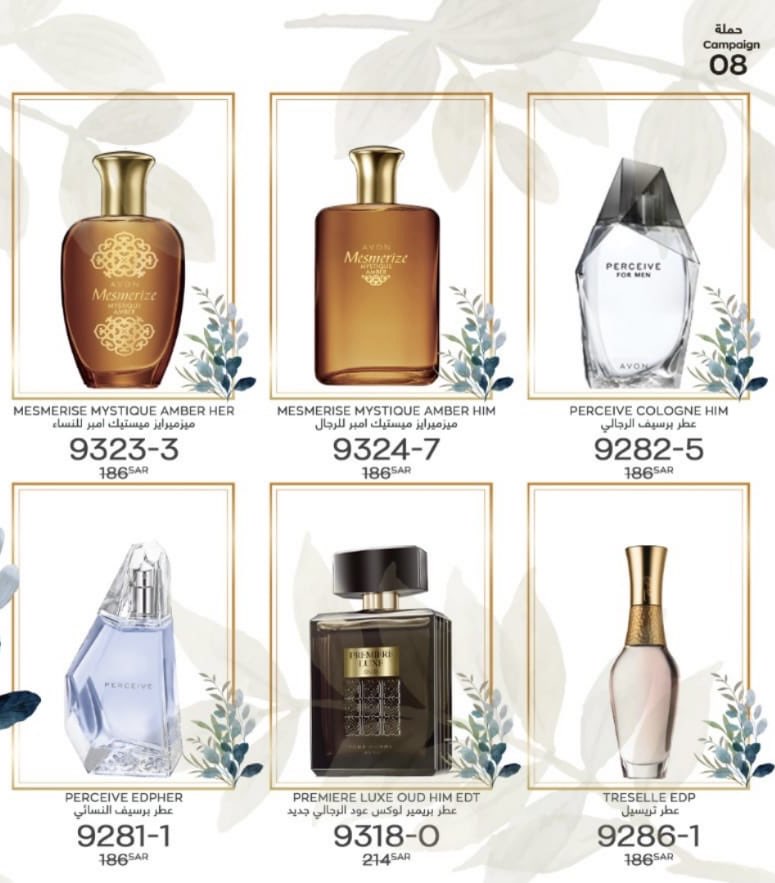 حملة
Campaign
08
AVON
Mesmerize
MYSTIQUE
AMBER
MESMERISE MYSTIQUE AMBER HER
ميزميرايز ميستيك امبر للنساء
9323-3
186SAR
AVON
Mesmerize
MYSTIQUE
AMBER
MESMERISE MYSTIQUE AMBER HIM
ميزميرايز ميستيك امبر للرجال
9324-7
186SAR
PERCEIVE
FOR MEN
AVON
PERCEIVE COLOGNE HIM
عطر برسيف الرجالي
9282-5
186SAR
PERCEIVE
PERCEIVE EDPHER
عطر برسيف النسائي
9281-1
186SAR
PREMIERE
LUXE
OUD
PREMIERE LUXE OUD HIM EDT
عطر بريمير لوكس عود الرجالي جديد
9318-0
214SAR
TRESELLE EDP
عطر تريسيل
9286-1
186SAR